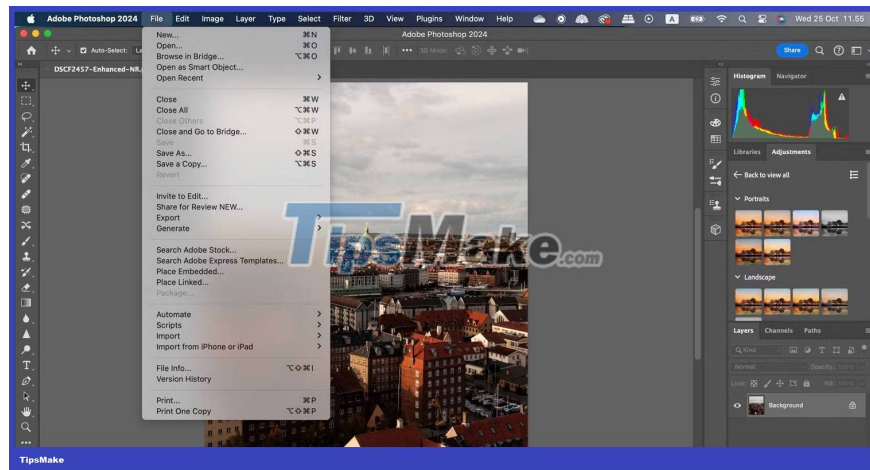 Adobe Photoshop 2024 File Edit Image Layer Type Select Filter 3D View Plugins Window Help A Wed 25 Oct 11.55
Adobe Photoshop 2024
Auto-Select: 3D Mode: Share
DSCF2457-Enhanced-NR.
New... ⌘N
Open... ⌘O
Browse in Bridge... ⌥⌘O
Open as Smart Object...
Open Recent
Close ⌘W
Close All ⌥⌘W
Close Others ⌥⌘P
Close and Go to Bridge... ⇧⌘W
Save ⌘S
Save As... ⇧⌘S
Save a Copy... ⌥⌘S
Revert
Invite to Edit...
Share for Review NEW...
Export
Generate
Search Adobe Stock...
Search Adobe Express Templates...
Place Embedded...
Place Linked...
Package...
Automate
Scripts
Import
Import from iPhone or iPad
File Info... ⌥⇧⌘I
Version History
Print... ⌘P
Print One Copy ⌥⇧⌘P
TipsMake.com
Histogram Navigator
Libraries Adjustments
Back to view all
Portraits
Landscape
Layers Channels Paths
Kind
Normal Opacity: 100%
Lock: Fill: 100%
Background
TipsMake